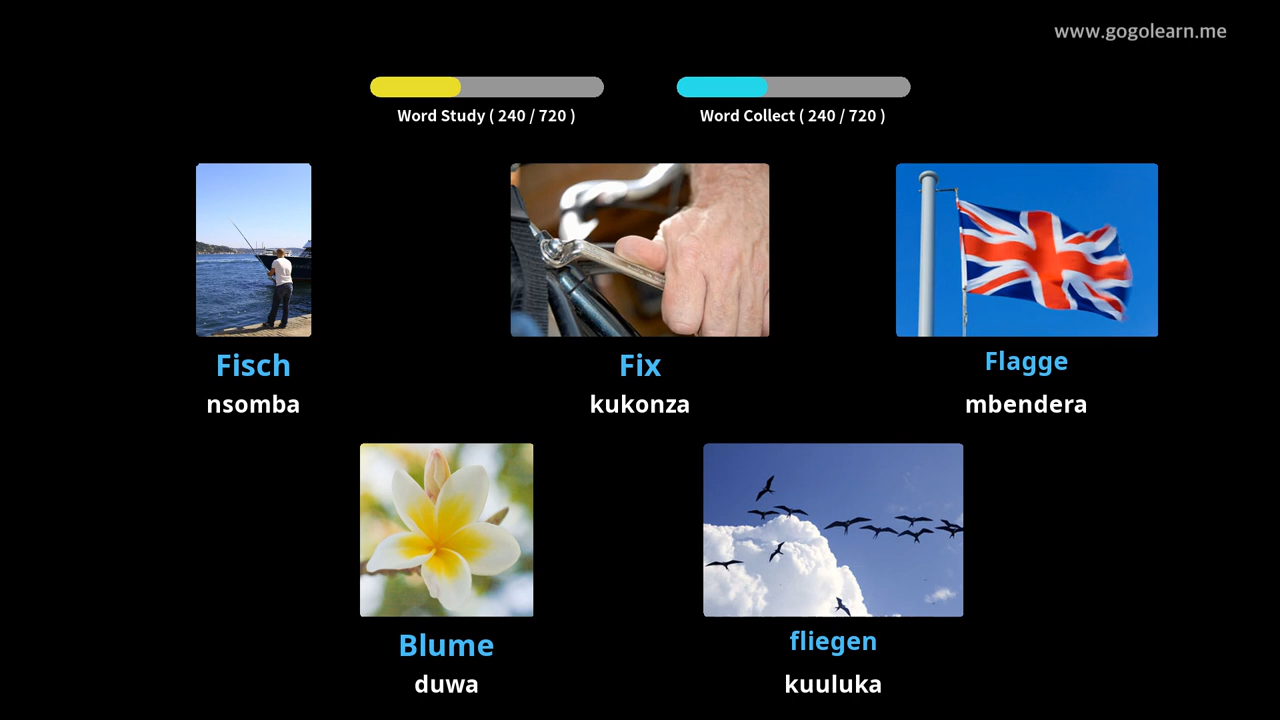 www.gogolearn.me
Word Study ( 240 / 720 )
Word Collect ( 240 / 720 )
Fisch
nsomba
Fix
kukonza
Flagge
mbendera
Blume
duwa
fliegen
kuuluka